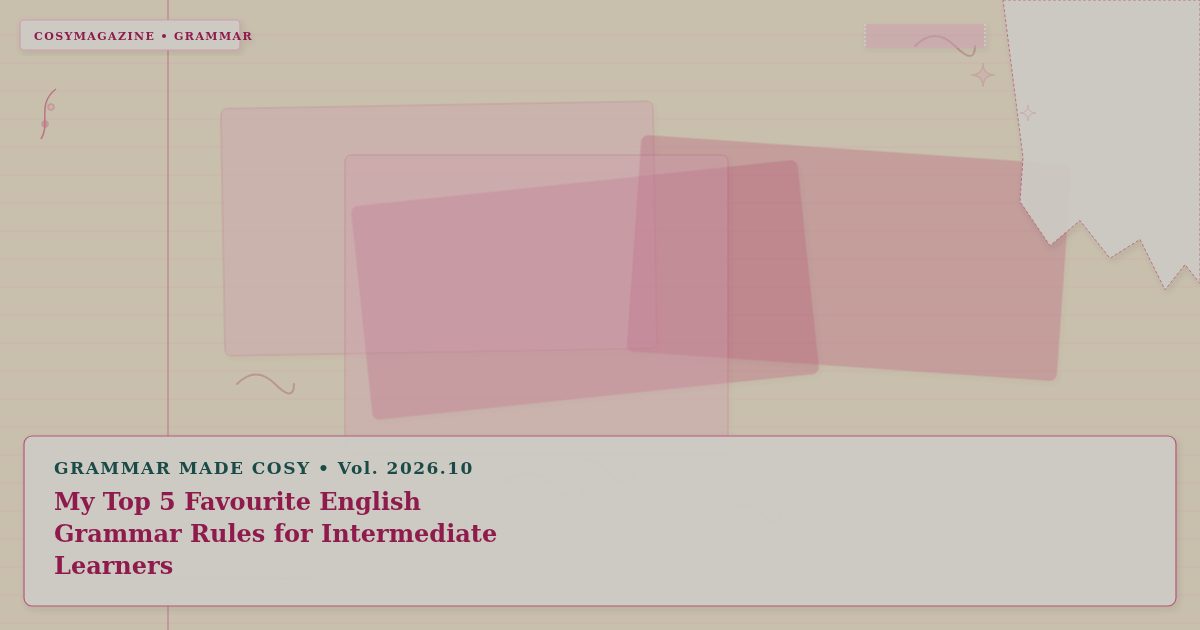 COSYMAGAZINE • GRAMMAR
GRAMMAR MADE COSY • Vol. 2026.10
My Top 5 Favourite English
Grammar Rules for Intermediate
Learners